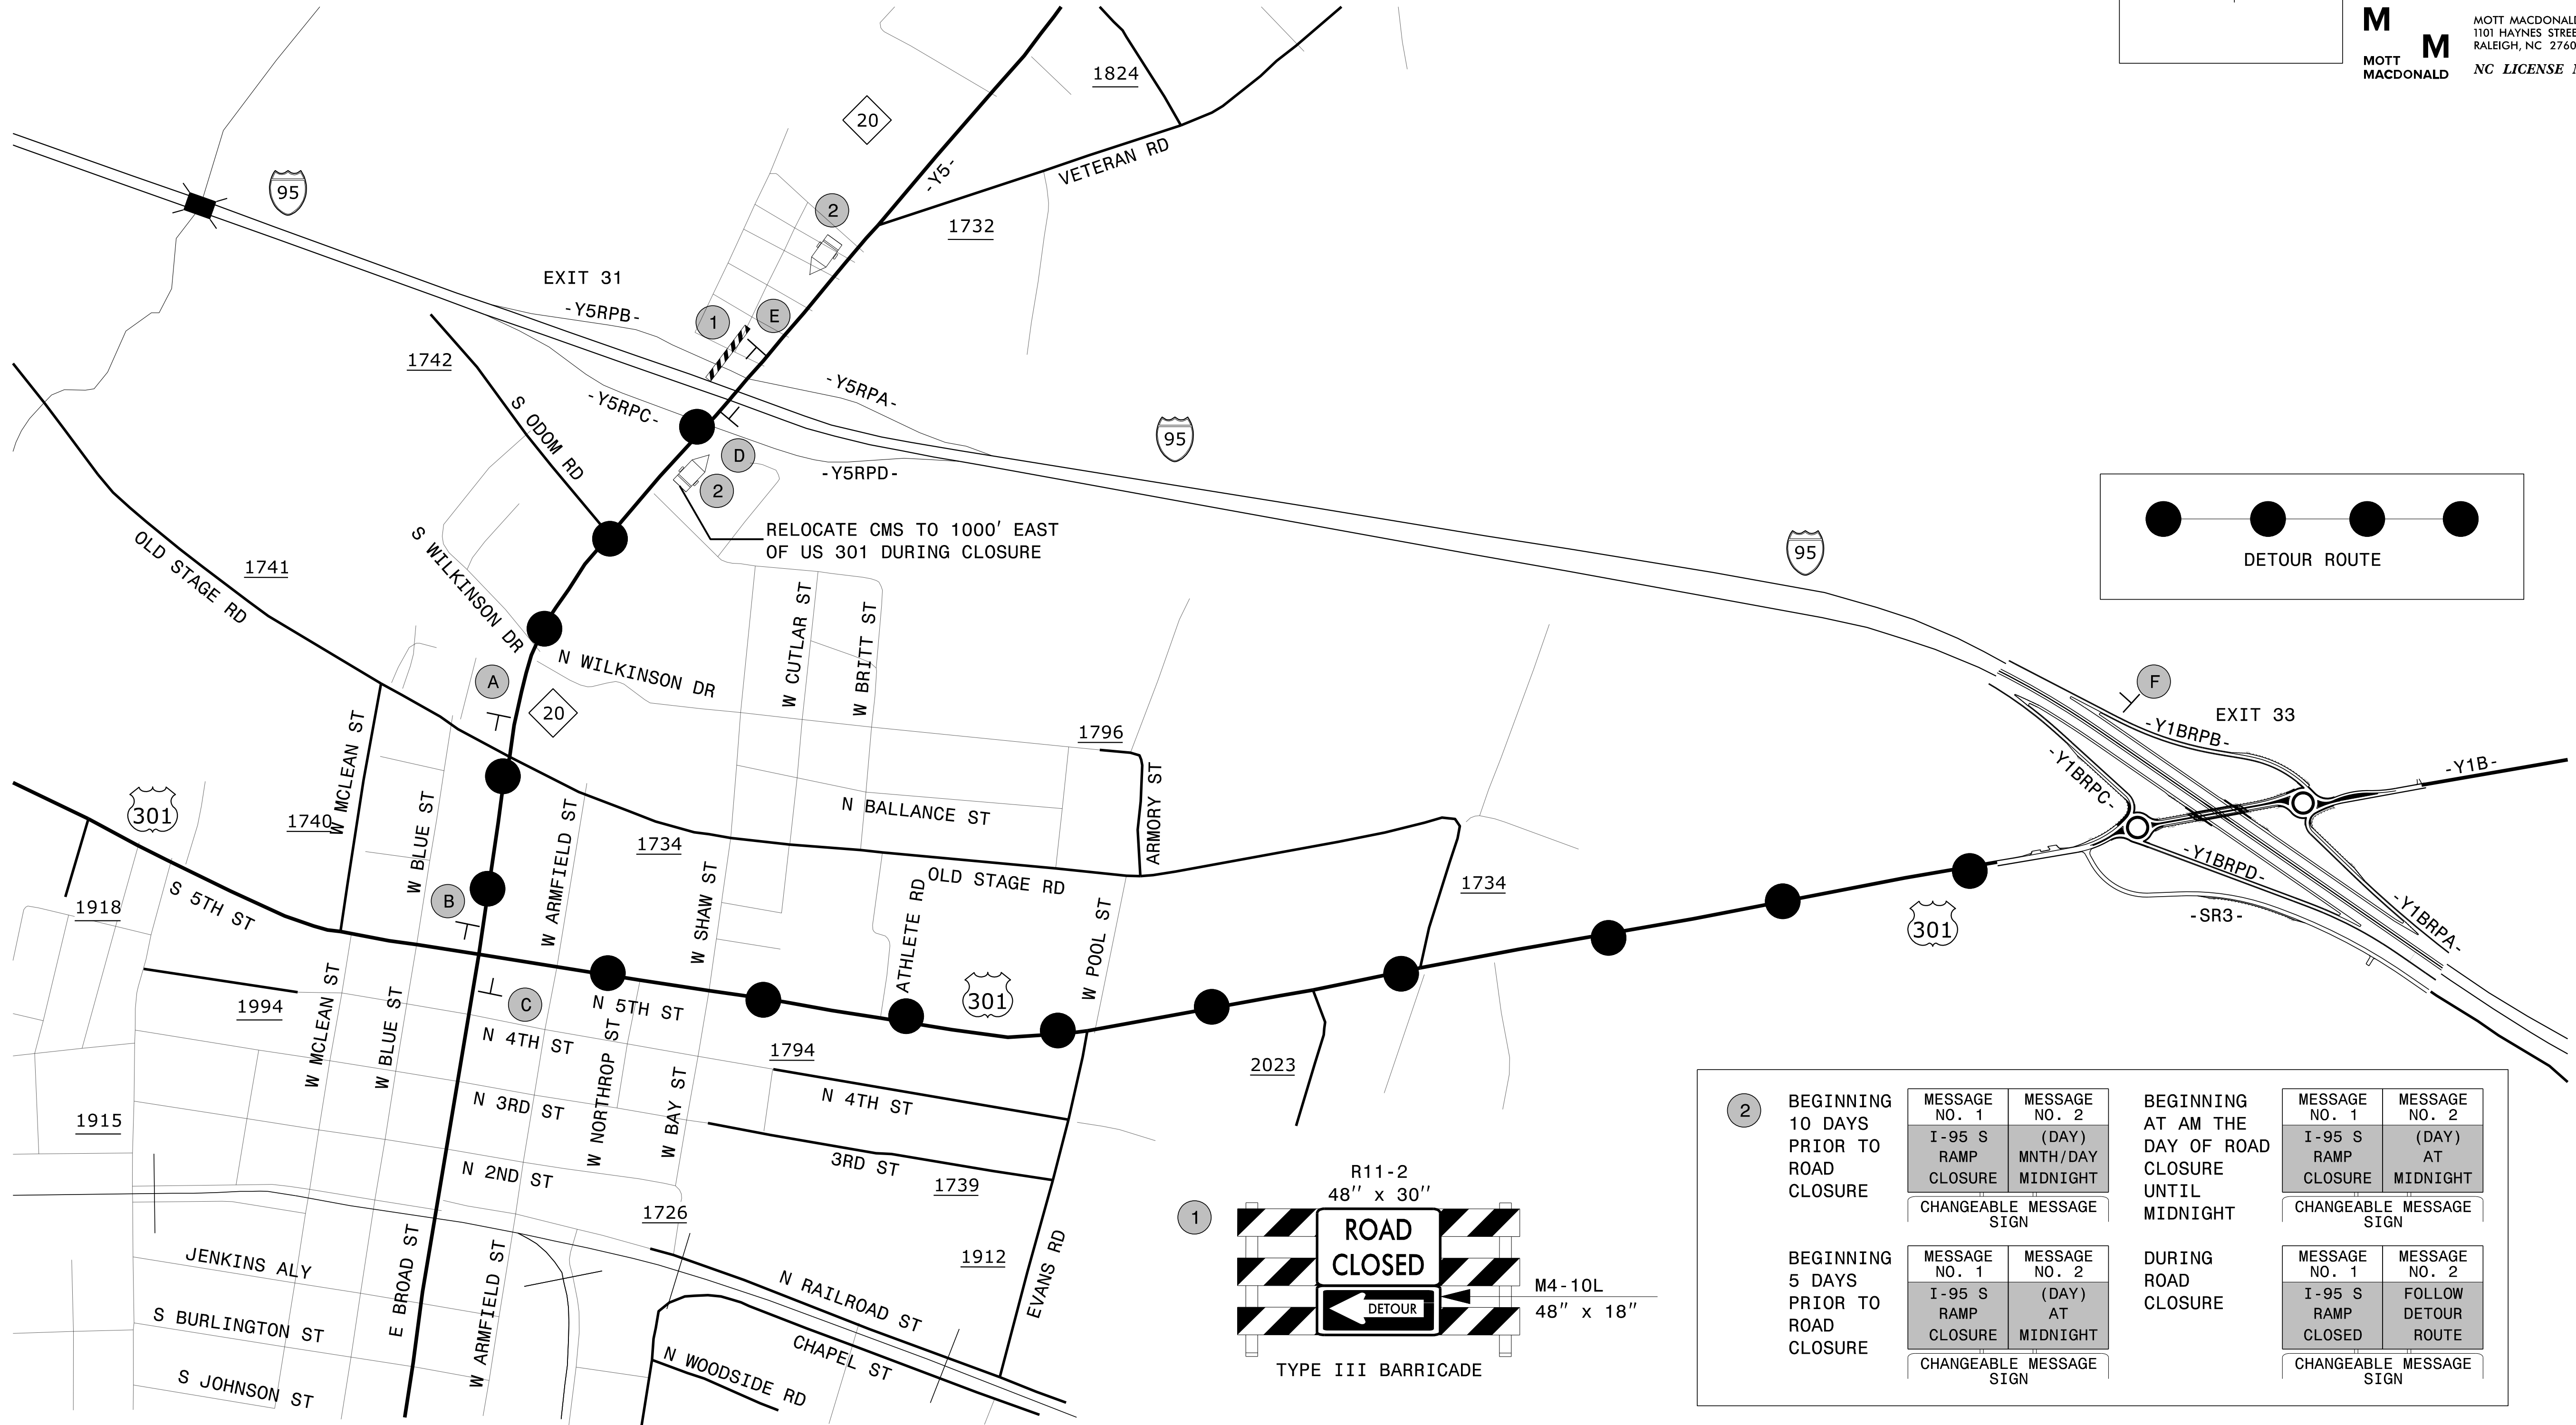 M
M
MOTT
MACDONALD
MOTT MACDONALD
1101 HAYNES STREE
RALEIGH, NC 2760
NC LICENSE
1824
20
-Y5-
VETERAN RD
95
2
1732
EXIT 31
-Y5RPB-
1
E
1742
-Y5RPA-
-Y5RPC-
S ODOM RD
95
D
2
-Y5RPD-
RELOCATE CMS TO 1000' EAST
OF US 301 DURING CLOSURE
95
DETOUR ROUTE
OLD STAGE RD
1741
S WILKINSON DR
W CUTLAR ST
W BRITT ST
N WILKINSON DR
A
20
F
EXIT 33
-Y1BRPB-
-Y1BRPC-
-Y1B-
1796
W MCLEAN ST
ARMORY ST
301
1740
W BLUE ST
W ARMFIELD ST
1734
N BALLANCE ST
-Y1BRPD-
OLD STAGE RD
1734
S 5TH ST
1918
B
W SHAW ST
ATHLETE RD
W POOL ST
301
-SR3-
-Y1BRPA-
301
W MCLEAN ST
W BLUE ST
1994
C
N 5TH ST
N 4TH ST
W NORTHROP ST
1794
2023
N 3RD ST
W BAY ST
N 4TH ST
1915
N 2ND ST
3RD ST
1739
1726
1912
JENKINS ALY
E BROAD ST
W ARMFIELD ST
N RAILROAD ST
EVANS RD
S BURLINGTON ST
CHAPEL ST
S JOHNSON ST
N WOODSIDE RD
1
R11-2
48" x 30"
ROAD
CLOSED
DETOUR
M4-10L
48" x 18"
TYPE III BARRICADE
2
BEGINNING
10 DAYS
PRIOR TO
ROAD
CLOSURE
MESSAGE
NO. 1
MESSAGE
NO. 2
I-95 S
RAMP
CLOSURE
(DAY)
MNTH/DAY
MIDNIGHT
CHANGEABLE MESSAGE
SIGN
BEGINNING
AT AM THE
DAY OF ROAD
CLOSURE
UNTIL
MIDNIGHT
MESSAGE
NO. 1
MESSAGE
NO. 2
I-95 S
RAMP
CLOSURE
(DAY)
AT
MIDNIGHT
CHANGEABLE MESSAGE
SIGN
BEGINNING
5 DAYS
PRIOR TO
ROAD
CLOSURE
MESSAGE
NO. 1
MESSAGE
NO. 2
I-95 S
RAMP
CLOSURE
(DAY)
AT
MIDNIGHT
CHANGEABLE MESSAGE
SIGN
DURING
ROAD
CLOSURE
MESSAGE
NO. 1
MESSAGE
NO. 2
I-95 S
RAMP
CLOSED
FOLLOW
DETOUR
ROUTE
CHANGEABLE MESSAGE
SIGN